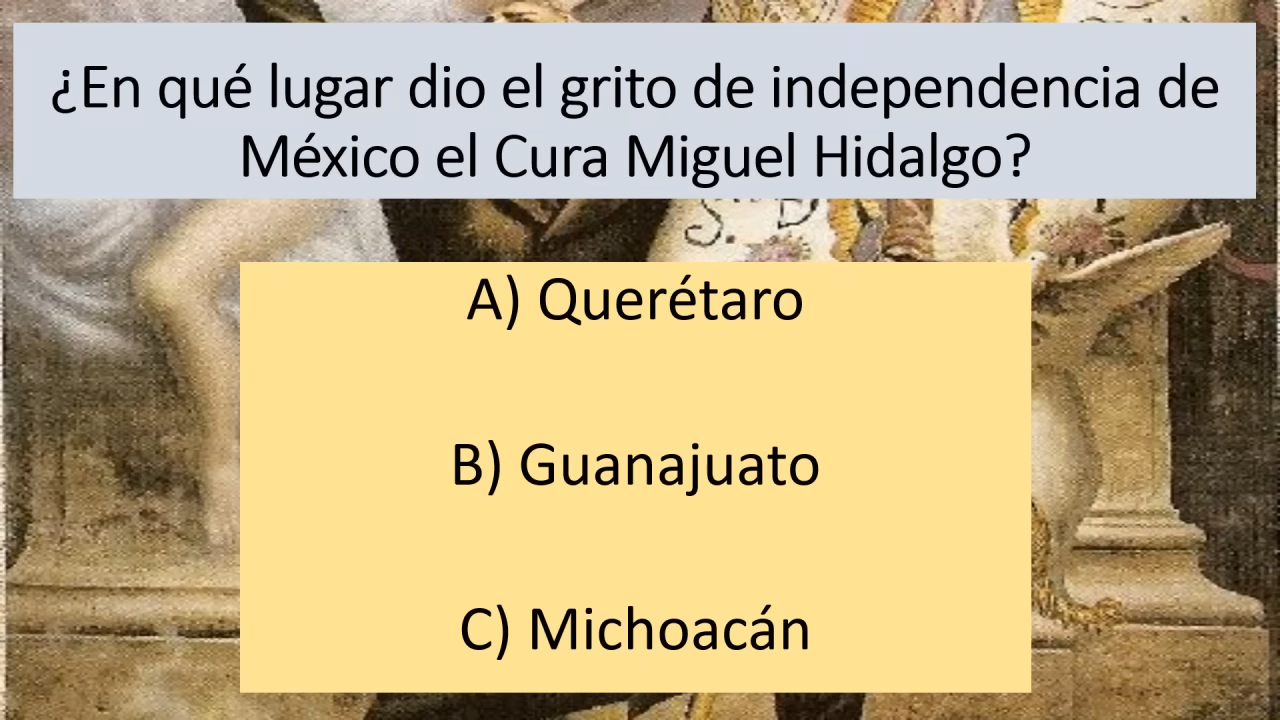 ¿En qué lugar dio el grito de independencia de
México el Cura Miguel Hidalgo?
S. D
A) Querétaro
B) Guanajuato
C) Michoacán